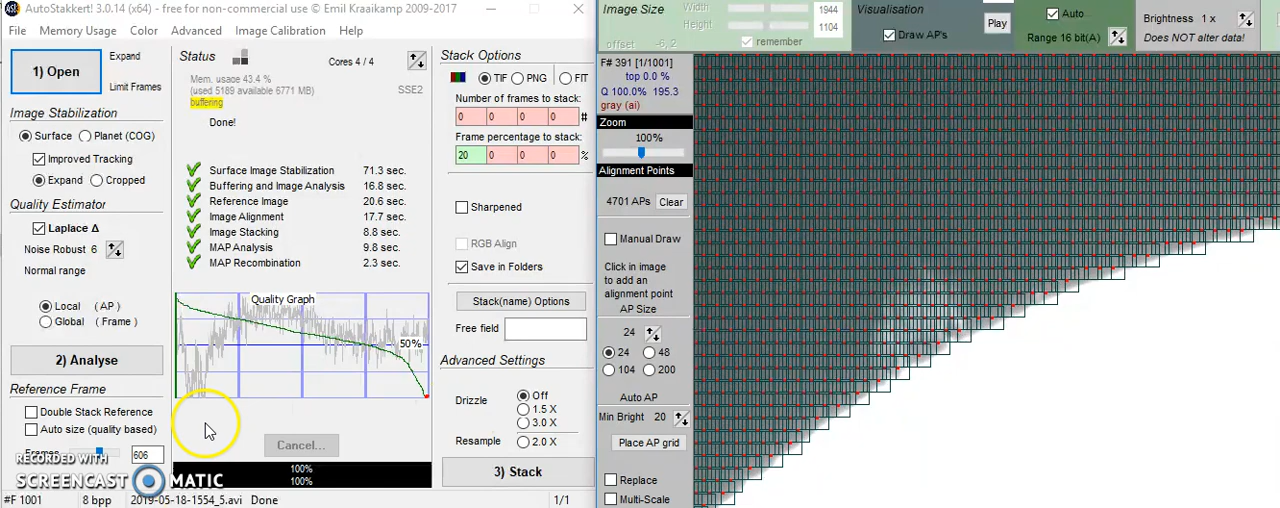 AS!3 AutoStakkert! 3.0.14 (x64) - free for non-commercial use © Emil Kraaikamp 2009-2017
File Memory Usage Color Advanced Image Calibration Help
1) Open
Expand
Limit Frames
Image Stabilization
Surface Planet (COG)
Improved Tracking
Expand Cropped
Quality Estimator
Laplace Δ
Noise Robust 6
Normal range
Local ( AP )
Global ( Frame )
2) Analyse
Reference Frame
Double Stack Reference
Auto size (quality based)
606
RECORDED WITH
SCREENCAST MATIC
Status
Cores 4 / 4
Mem. usage 43.4 %
(used 5189 available 6771 MB)
SSE2
buffering
Done!
Surface Image Stabilization 71.3 sec.
Buffering and Image Analysis 16.8 sec.
Reference Image 20.6 sec.
Image Alignment 17.7 sec.
Image Stacking 8.8 sec.
MAP Analysis 9.8 sec.
MAP Recombination 2.3 sec.
Quality Graph
50%
Cancel...
100%
100%
#F 1001 8 bpp 2019-05-18-1554_5.avi Done 1/1
Stack Options
TIF PNG FIT
Number of frames to stack:
0 0 0 0 #
Frame percentage to stack:
20 0 0 0 %
Sharpened
RGB Align
Save in Folders
Stack(name) Options
Free field
Advanced Settings
Drizzle
Off
1.5 X
3.0 X
Resample
2.0 X
3) Stack
Image Size
Width 1944
Height 1104
offset -6, 2
remember
Visualisation
Draw AP's
Play
Auto
Range 16 bit(A)
Brightness 1 x
Does NOT alter data!
F# 391 [1/1001]
top 0.0 %
Q 100.0% 195.3
gray (ai)
Zoom
100%
Alignment Points
4701 APs Clear
Manual Draw
Click in image
to add an
alignment point
AP Size
24
24 48
104 200
Auto AP
Min Bright 20
Place AP grid
Replace
Multi-Scale